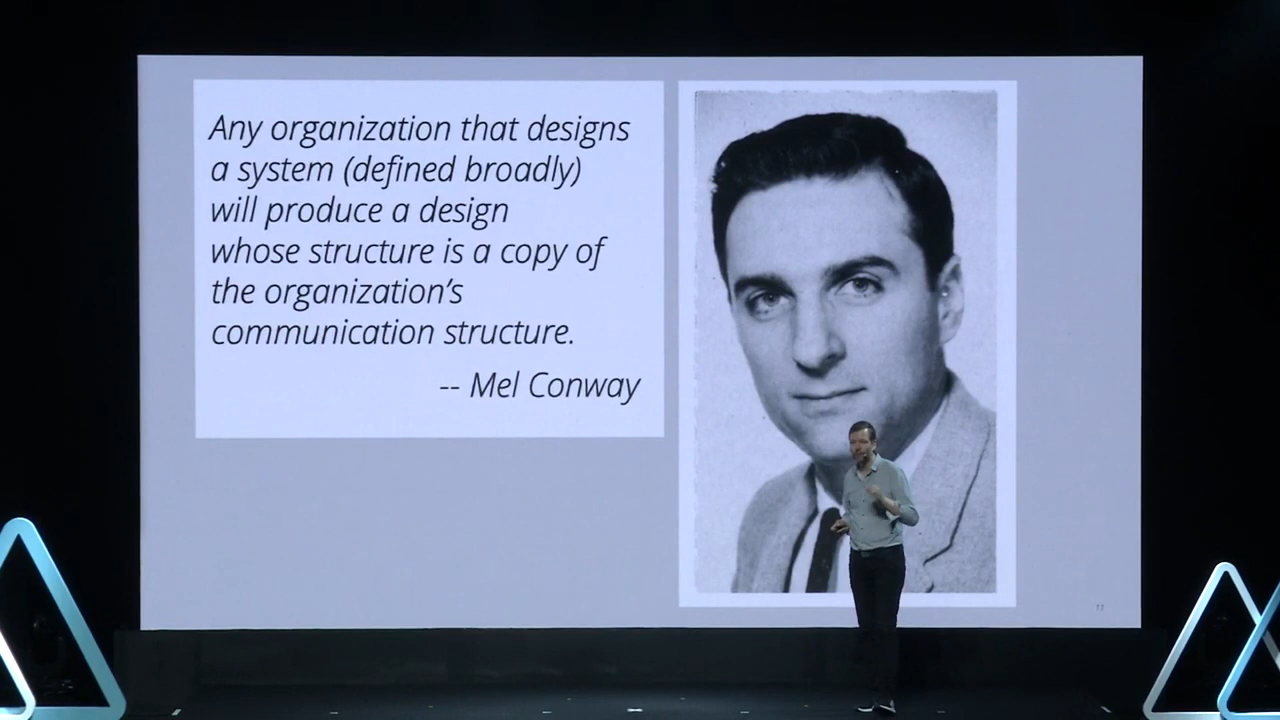 Any organization that designs
a system (defined broadly)
will produce a design
whose structure is a copy of
the organization's
communication structure.
-- Mel Conway
11